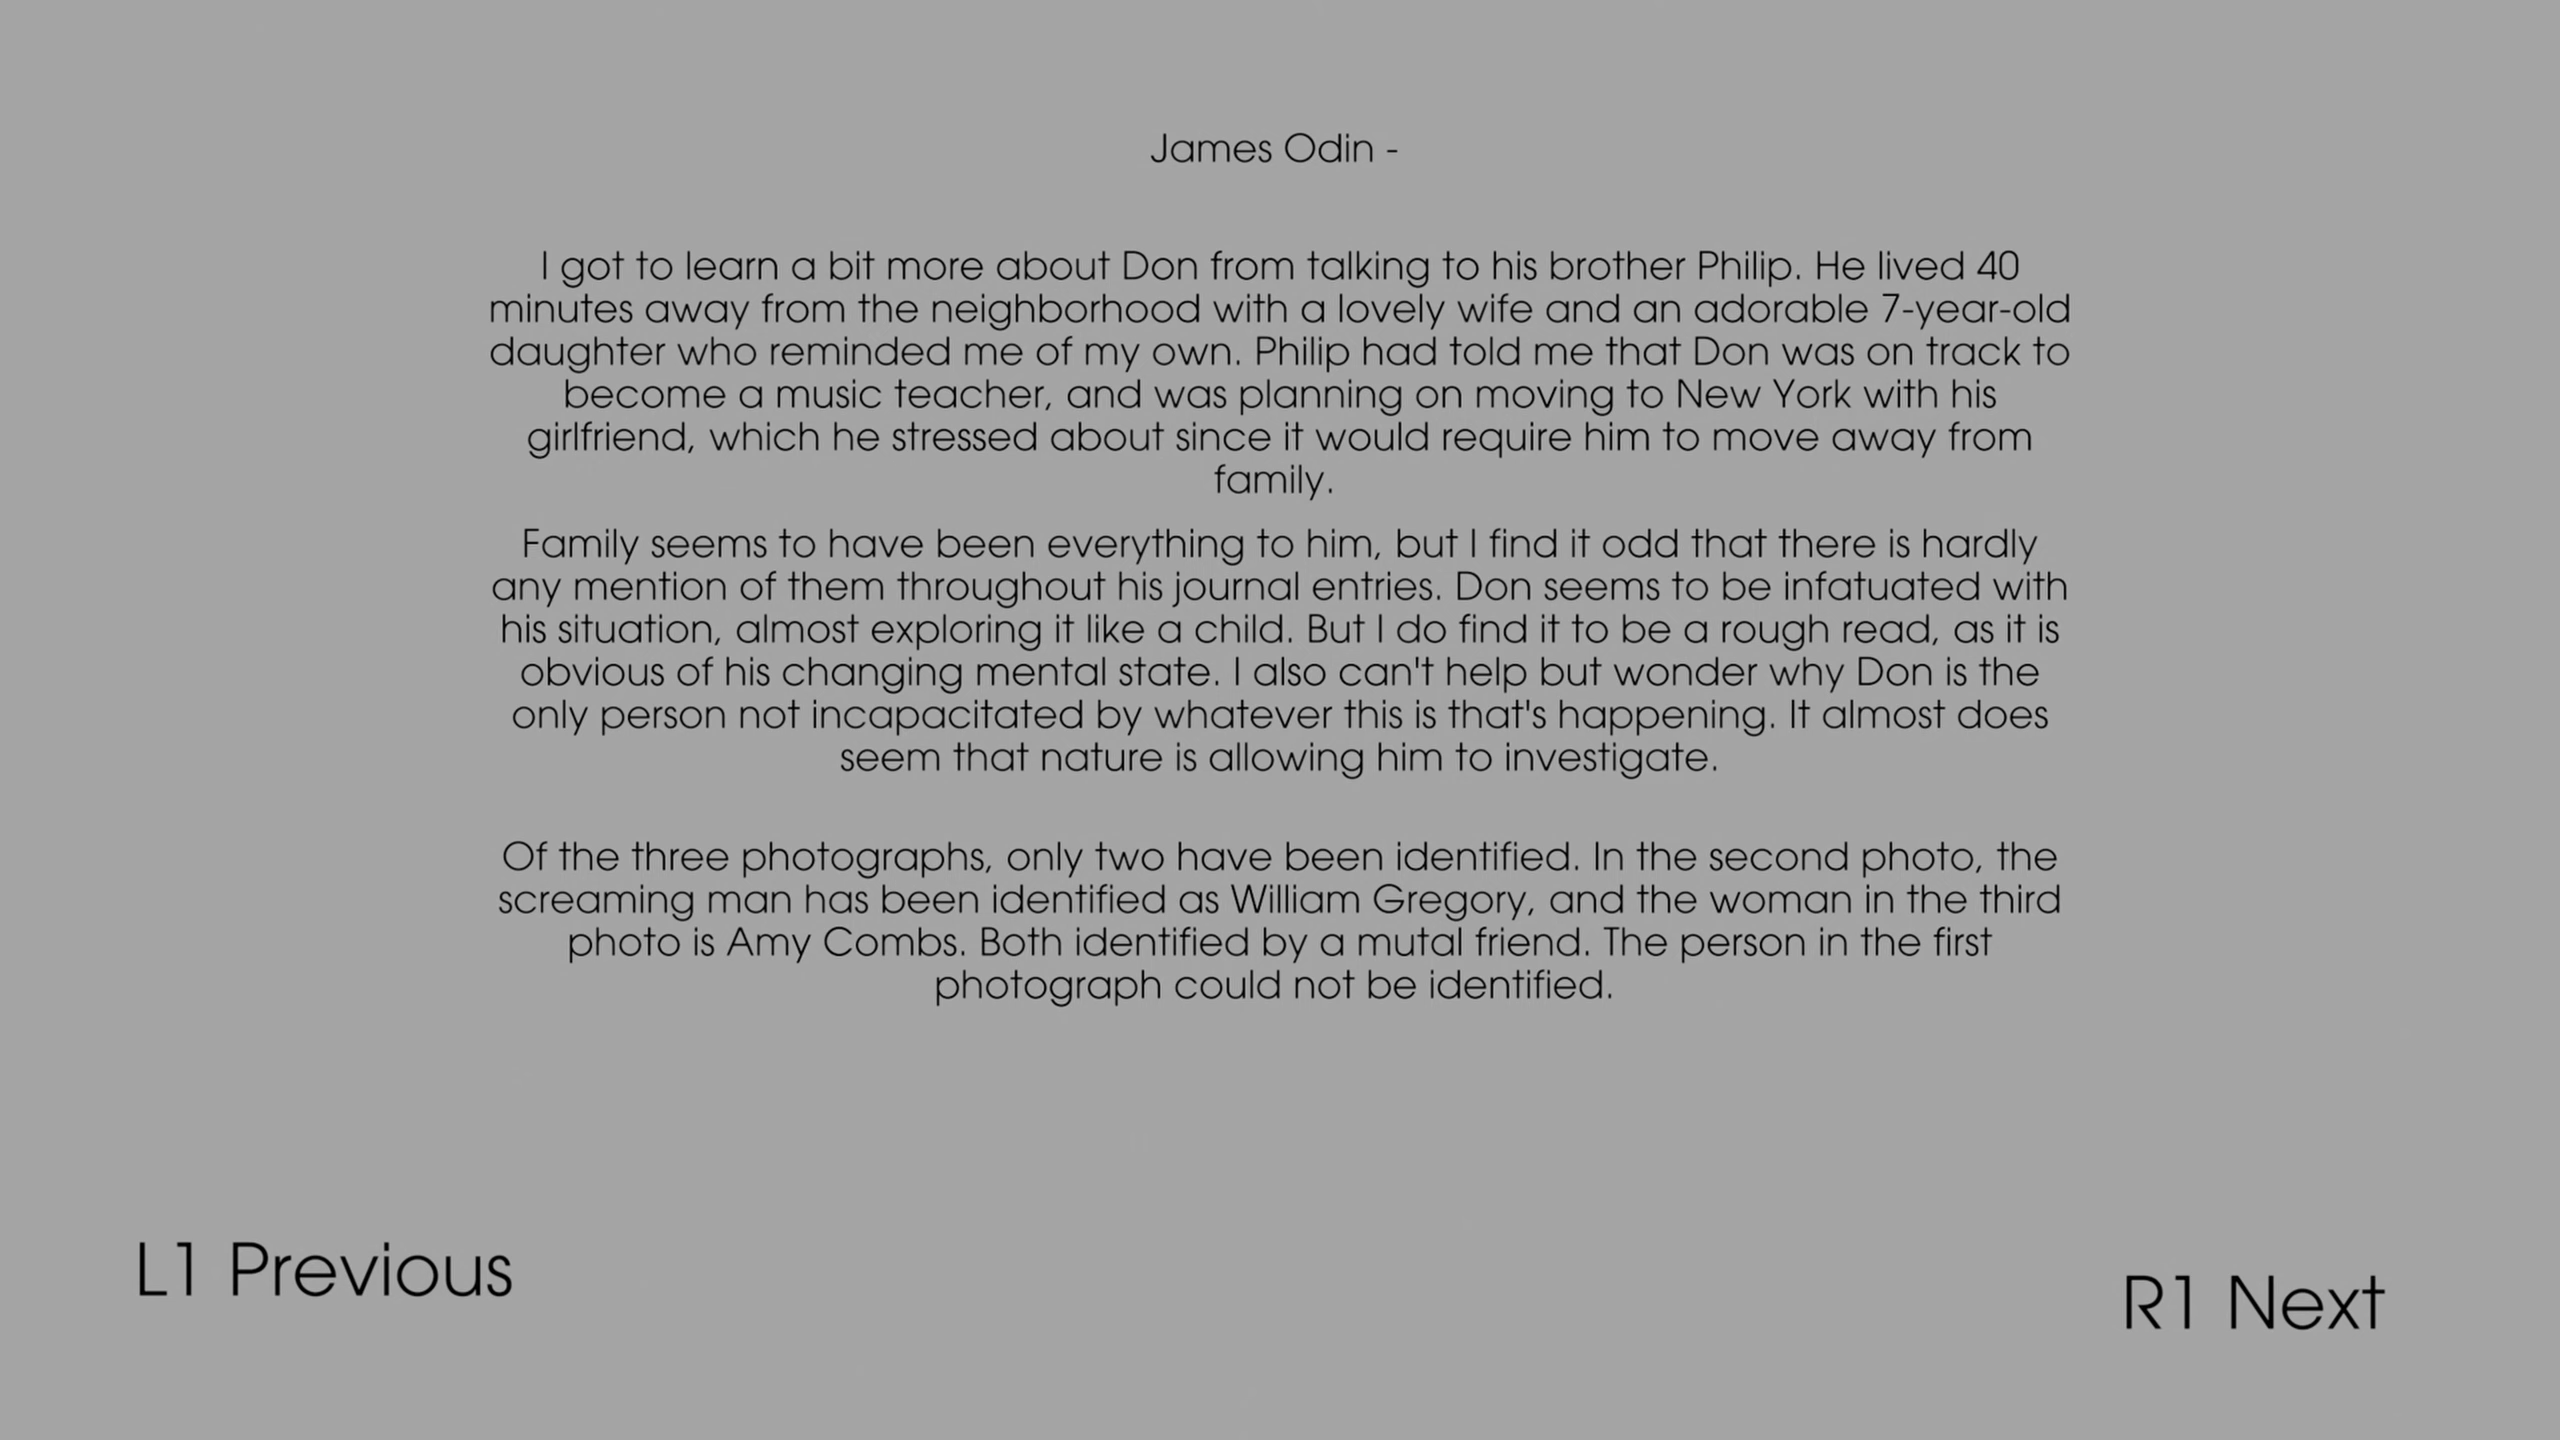 James Odin -
I got to learn a bit more about Don from talking to his brother Philip. He lived 40
minutes away from the neighborhood with a lovely wife and an adorable 7-year-old
daughter who reminded me of my own. Philip had told me that Don was on track to
become a music teacher, and was planning on moving to New York with his
girlfriend, which he stressed about since it would require him to move away from
family.
Family seems to have been everything to him, but I find it odd that there is hardly
any mention of them throughout his journal entries. Don seems to be infatuated with
his situation, almost exploring it like a child. But I do find it to be a rough read, as it is
obvious of his changing mental state. I also can't help but wonder why Don is the
only person not incapacitated by whatever this is that's happening. It almost does
seem that nature is allowing him to investigate.
Of the three photographs, only two have been identified. In the second photo, the
screaming man has been identified as William Gregory, and the woman in the third
photo is Amy Combs. Both identified by a mutal friend. The person in the first
photograph could not be identified.
L1 Previous
R1 Next